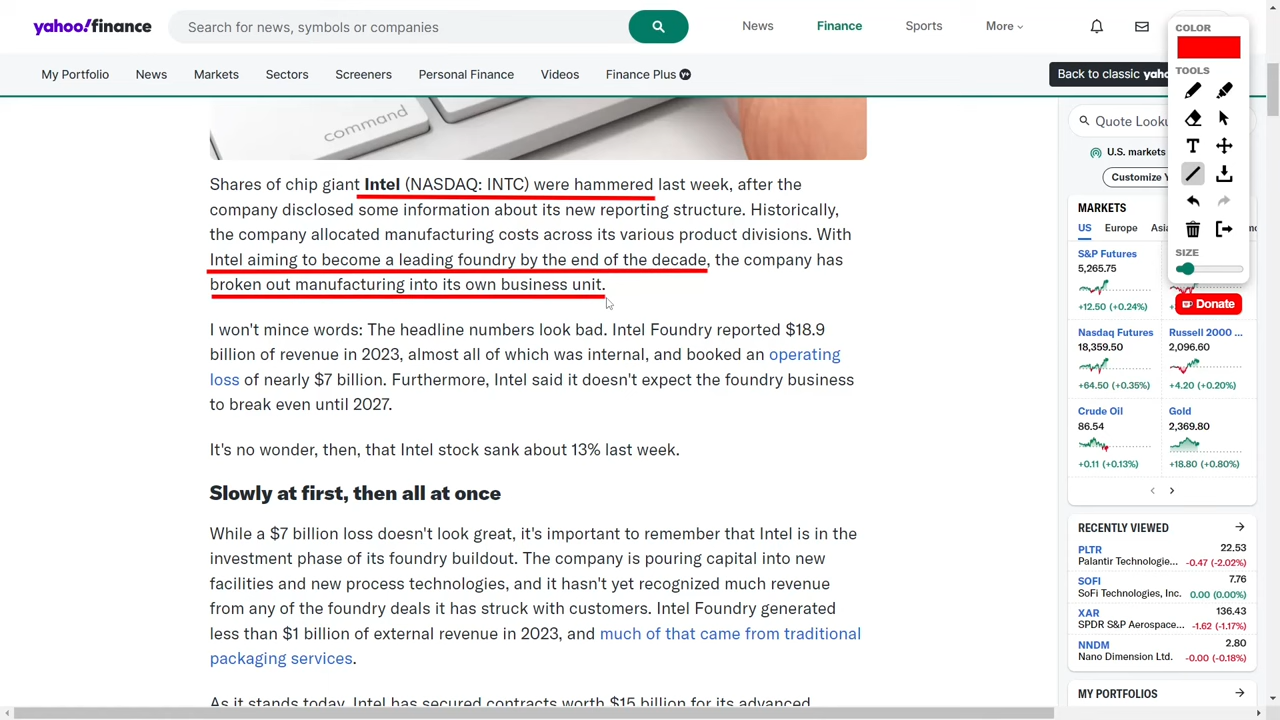 yahoo!finance
Search for news, symbols or companies
News
Finance
Sports
More
COLOR
My Portfolio
News
Markets
Sectors
Screeners
Personal Finance
Videos
Finance Plus
Back to classic
TOOLS
command
Quote
T
U.S. markets
Customize
Shares of chip giant Intel (NASDAQ: INTC) were hammered last week, after the
company disclosed some information about its new reporting structure. Historically,
the company allocated manufacturing costs across its various product divisions. With
Intel aiming to become a leading foundry by the end of the decade, the company has
broken out manufacturing into its own business unit.
I won't mince words: The headline numbers look bad. Intel Foundry reported $18.9
billion of revenue in 2023, almost all of which was internal, and booked an operating
loss of nearly $7 billion. Furthermore, Intel said it doesn't expect the foundry business
to break even until 2027.
It's no wonder, then, that Intel stock sank about 13% last week.
Slowly at first, then all at once
While a $7 billion loss doesn't look great, it's important to remember that Intel is in the
investment phase of its foundry buildout. The company is pouring capital into new
facilities and new process technologies, and it hasn't yet recognized much revenue
from any of the foundry deals it has struck with customers. Intel Foundry generated
less than $1 billion of external revenue in 2023, and much of that came from traditional
packaging services.
As it stands today, Intel has secured contracts worth $15 billion for its advanced
MARKETS
US Europe
SIZE
Donate
S&P Futures
5,265.75
+12.50 (+0.24%)
Nasdaq Futures
18,359.50
+64.50 (+0.35%)
Russell 2000 ...
2,096.60
+4.20 (+0.20%)
Crude Oil
86.54
+0.11 (+0.13%)
Gold
2,369.80
+18.80 (+0.80%)
RECENTLY VIEWED
PLTR 22.53
Palantir Technologie... -0.47 (-2.02%)
SOFI 7.76
SoFi Technologies, Inc. 0.00 (0.00%)
XAR 136.43
SPDR S&P Aerospace... -1.62 (-1.17%)
NNDM 2.80
Nano Dimension Ltd. -0.00 (-0.18%)
MY PORTFOLIOS